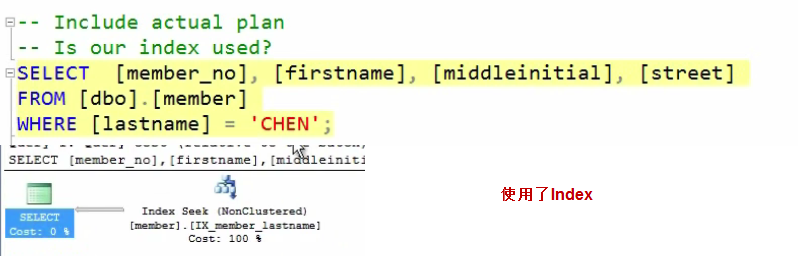 -- Include actual plan
-- Is our index used?
SELECT [member_no], [firstname], [middleinitial], [street]
FROM [dbo].[member]
WHERE [lastname] = 'CHEN';
SELECT [member_no],[firstname],[middleiniti
SELECT
Cost: 0 %
Index Seek (NonClustered)
[member].[IX_member_lastname]
Cost: 100 %
使用了Index